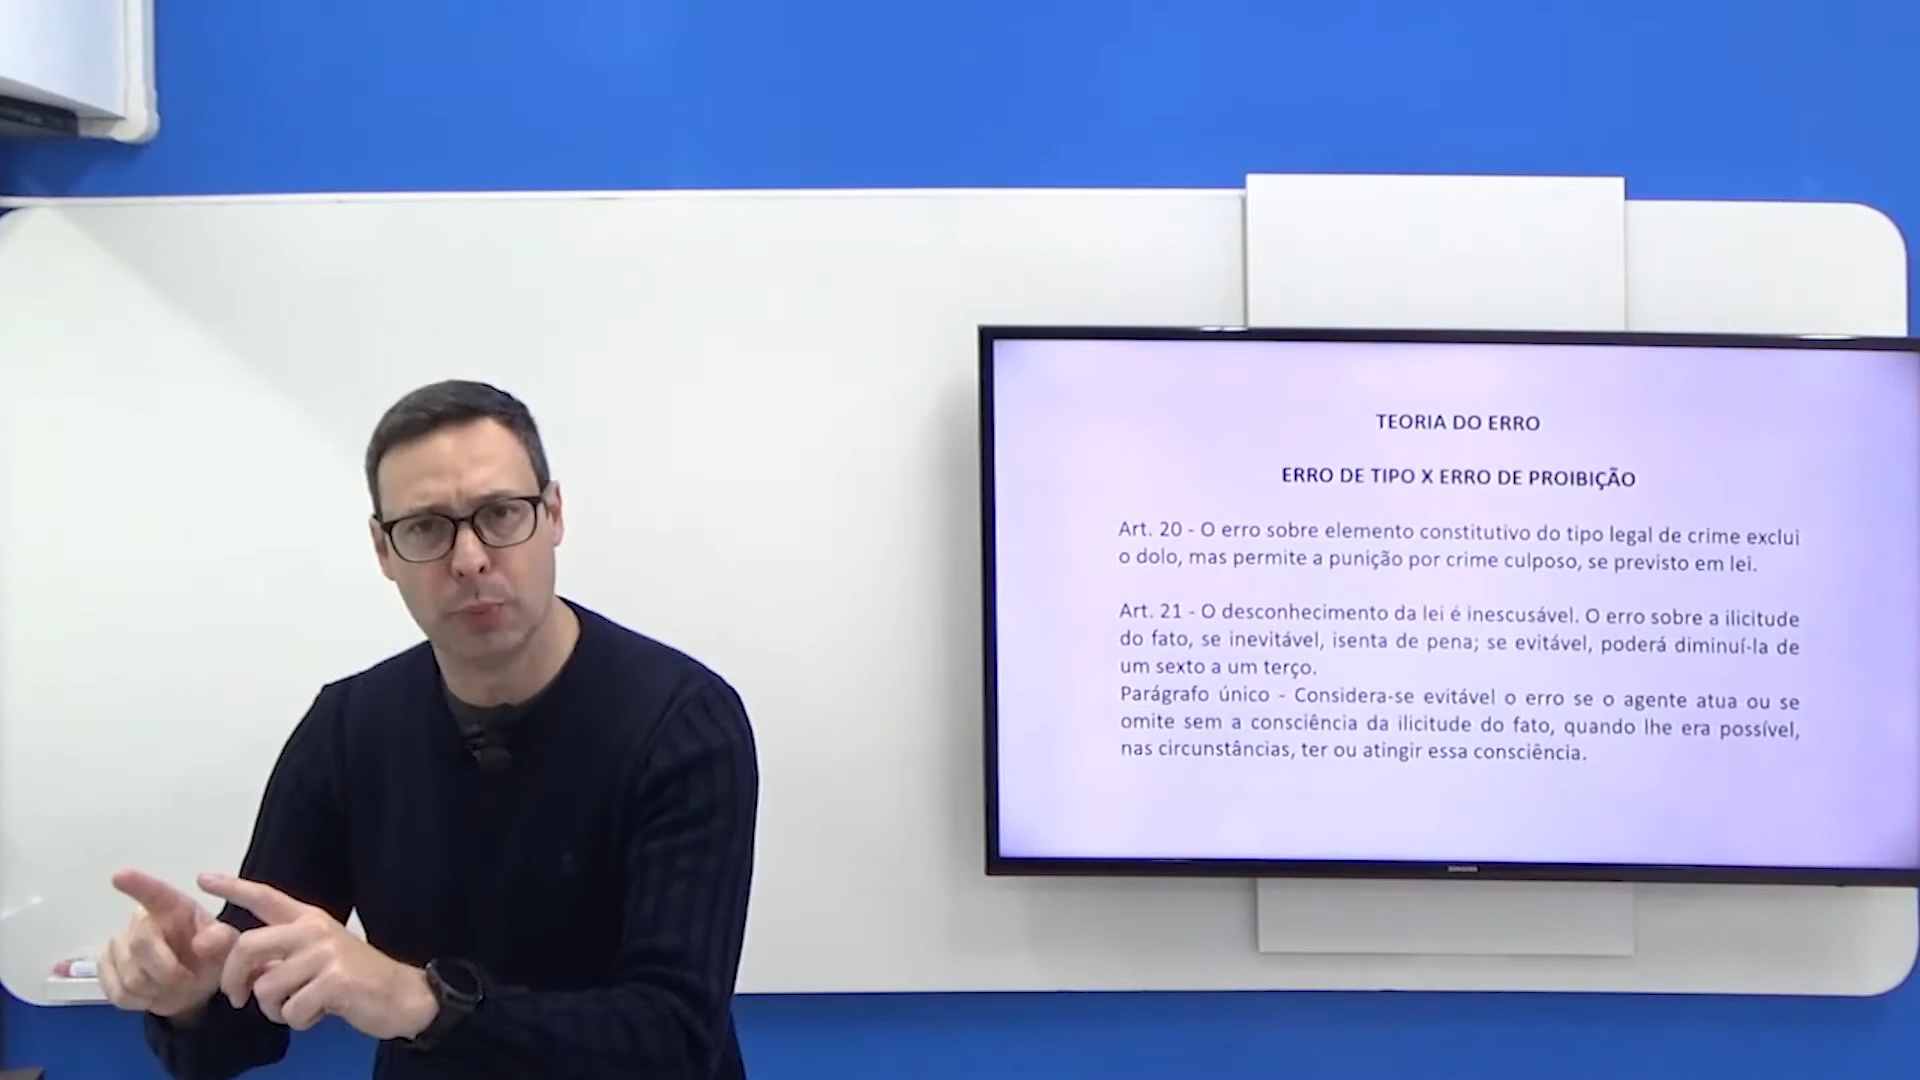 TEORIA DO ERRO
ERRO DE TIPO X ERRO DE PROIBIÇÃO
Art. 20 - O erro sobre elemento constitutivo do tipo legal de crime exclui
o dolo, mas permite a punição por crime culposo, se previsto em lei.
Art. 21 - O desconhecimento da lei é inescusável. O erro sobre a ilicitude
do fato, se inevitável, isenta de pena; se evitável, poderá diminuí-la de
um sexto a um terço.
Parágrafo único - Considera-se evitável o erro se o agente atua ou se
omite sem a consciência da ilicitude do fato, quando lhe era possível,
nas circunstâncias, ter ou atingir essa consciência.
SAMSUNG